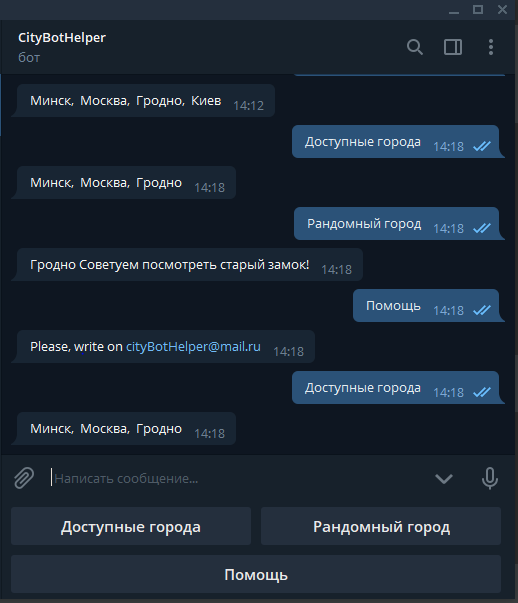 CityBotHelper
бот
Минск, Москва, Гродно, Киев 14:12
Доступные города 14:18
Минск, Москва, Гродно 14:18
Рандомный город 14:18
Гродно Советуем посмотреть старый замок! 14:18
Помощь 14:18
Please, write on cityBotHelper@mail.ru 14:18
Доступные города 14:18
Минск, Москва, Гродно 14:18
Написать сообщение...
Доступные города Рандомный город
Помощь